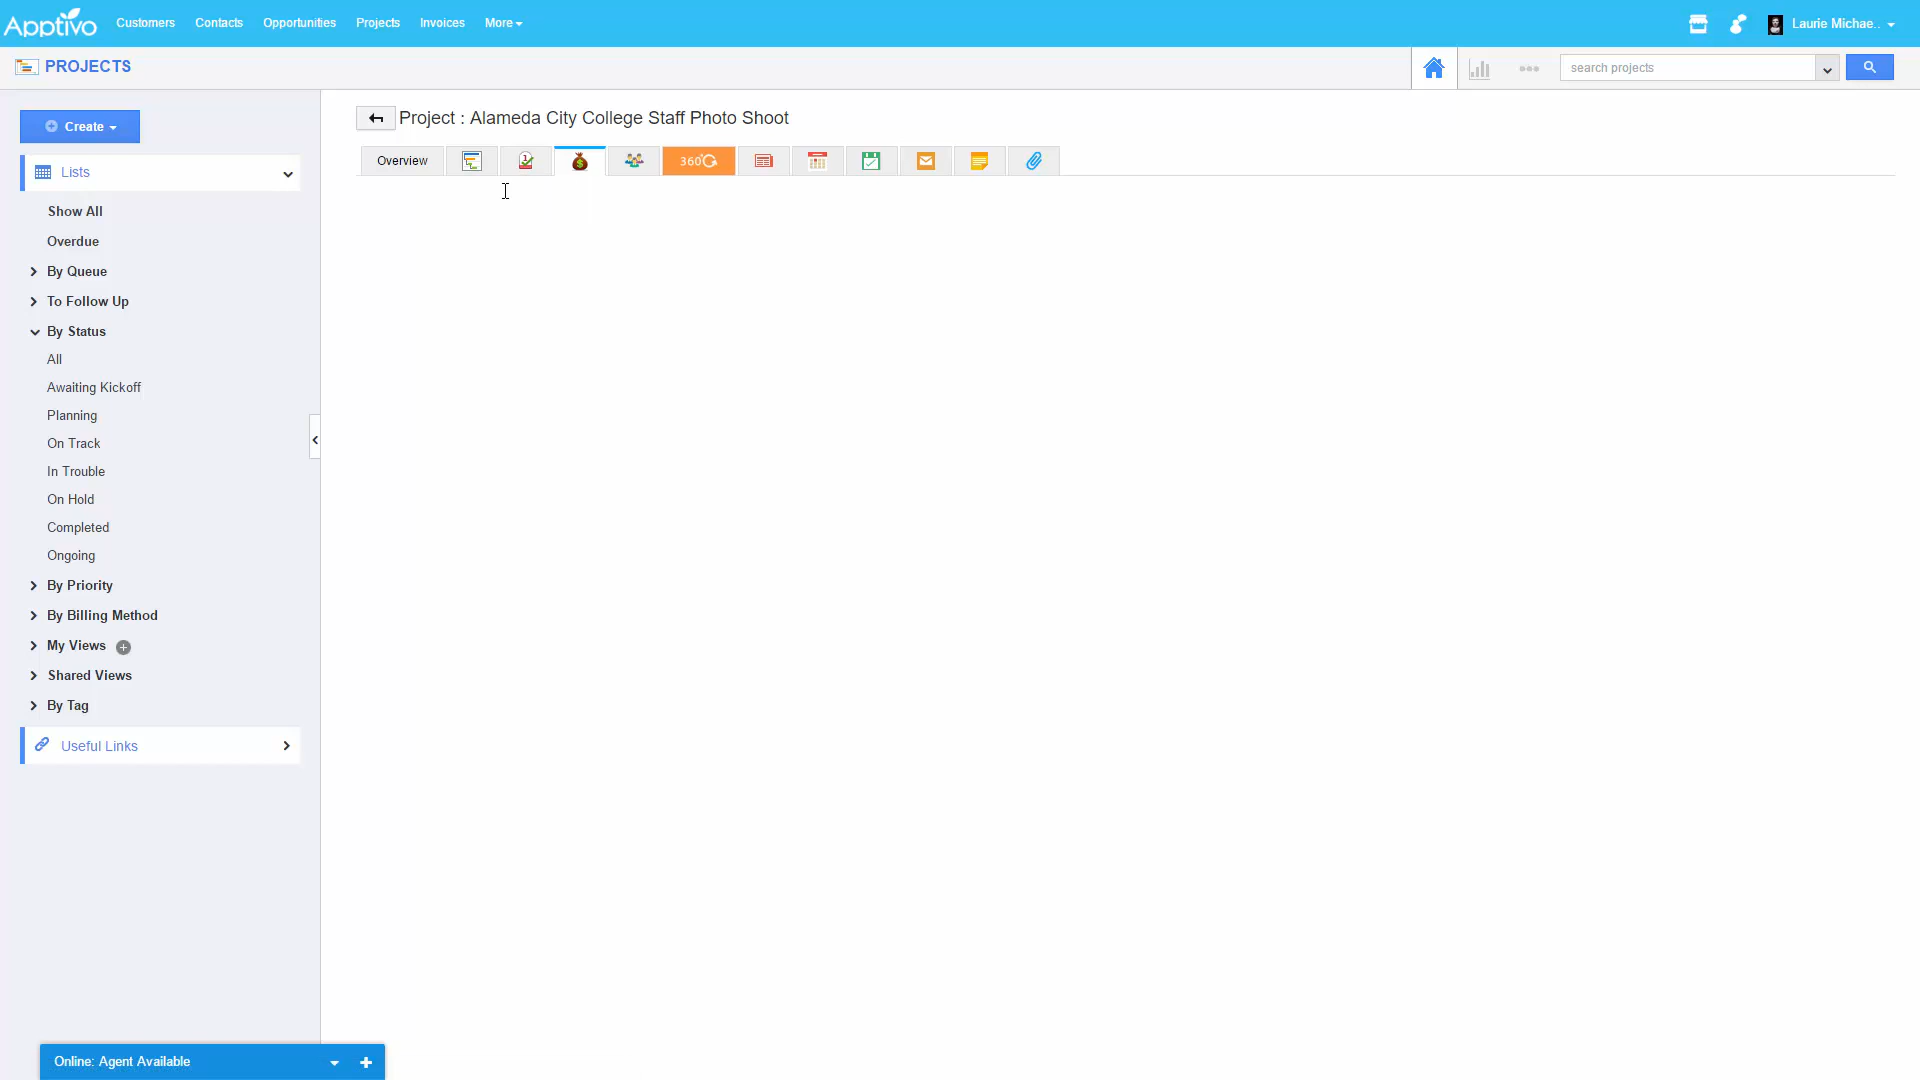 Apptivo
Customers
Contacts
Opportunities
Projects
Invoices
More
Laurie Michae..
PROJECTS
search projects
Create
Project : Alameda City College Staff Photo Shoot
Overview
1
$
360°
Lists
Show All
Overdue
By Queue
To Follow Up
By Status
All
Awaiting Kickoff
Planning
On Track
In Trouble
On Hold
Completed
Ongoing
By Priority
By Billing Method
My Views
Shared Views
By Tag
Useful Links
Online: Agent Available